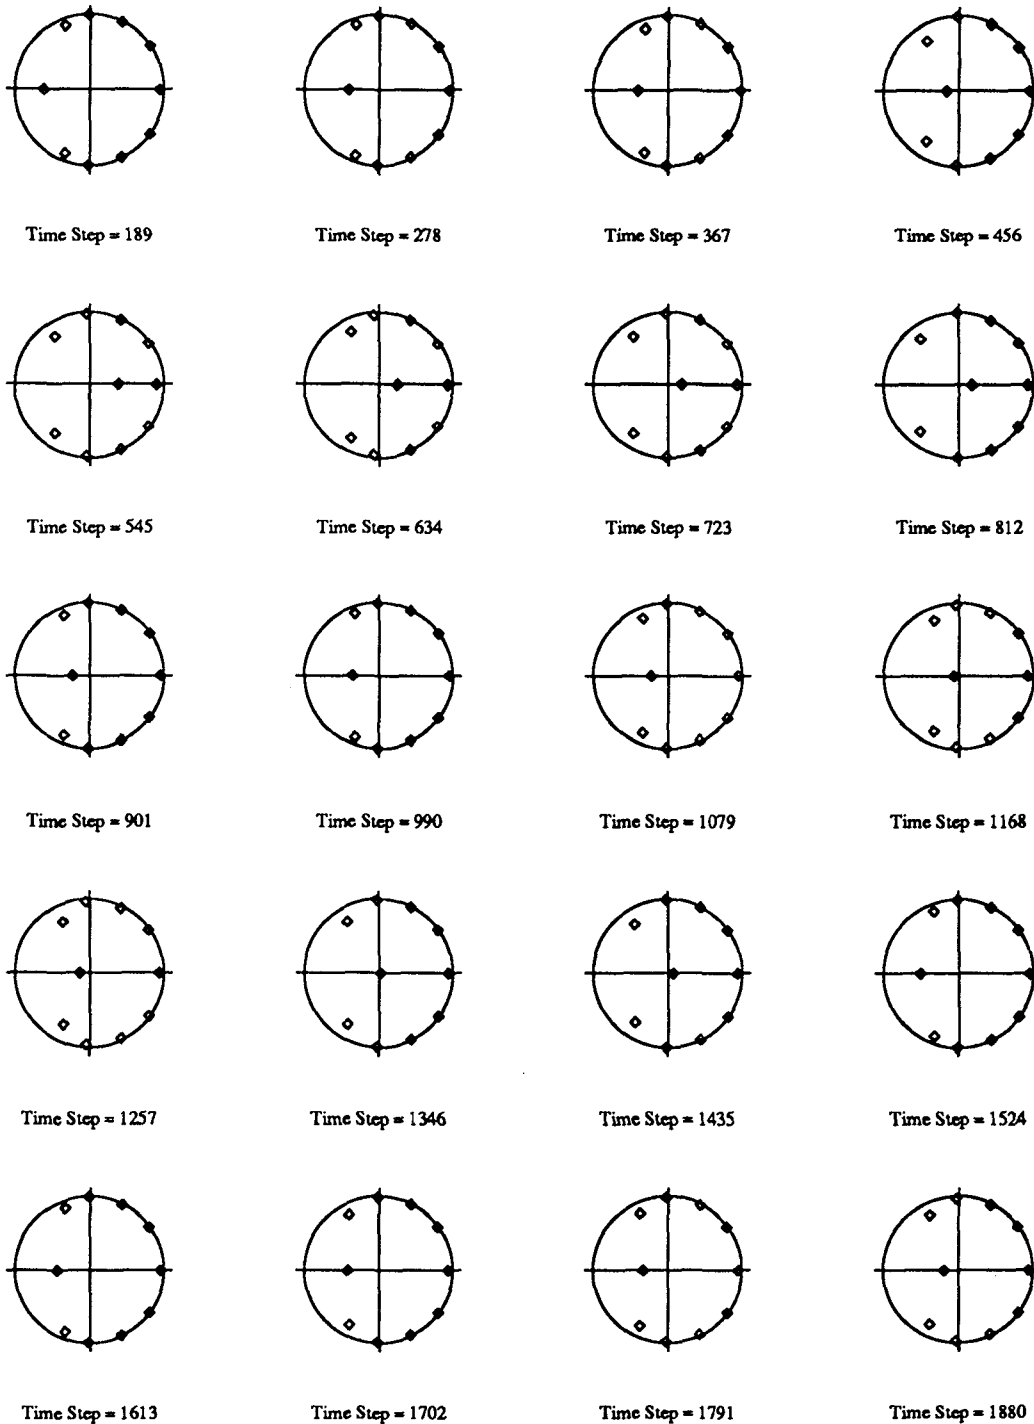 Time Step = 189
Time Step = 278
Time Step = 367
Time Step = 456
Time Step = 545
Time Step = 634
Time Step = 723
Time Step = 812
Time Step = 901
Time Step = 990
Time Step = 1079
Time Step = 1168
Time Step = 1257
Time Step = 1346
Time Step = 1435
Time Step = 1524
Time Step = 1613
Time Step = 1702
Time Step = 1791
Time Step = 1880